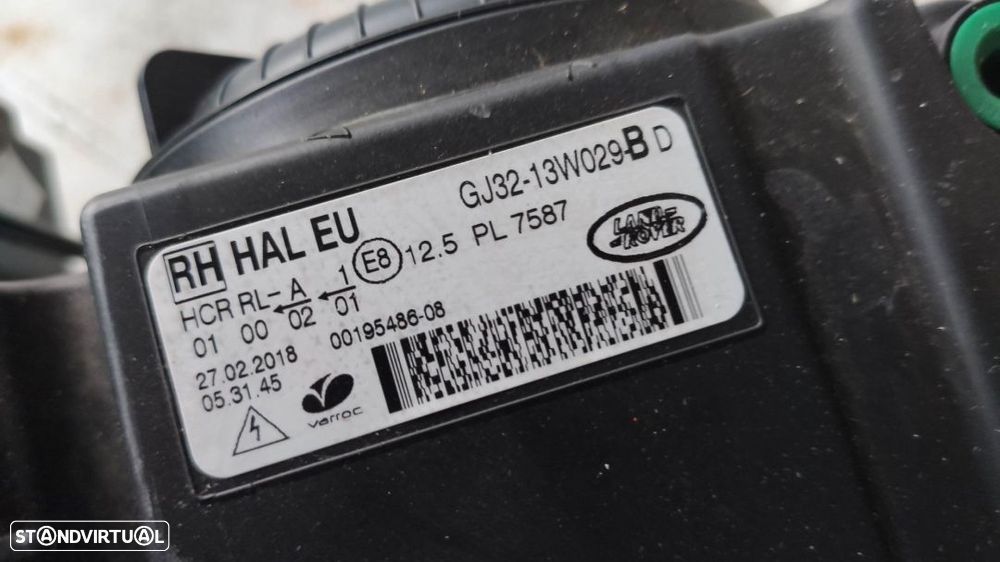 GJ32-13W029-B D
RH HAL EU E8 12.5 PL 7587
LAND-
-ROVER
HCR RL-A 1
01 00 ← 02 ← 01
27.02.2018 00195486-08
05.31.45
varroc
STANDVIRTUAL